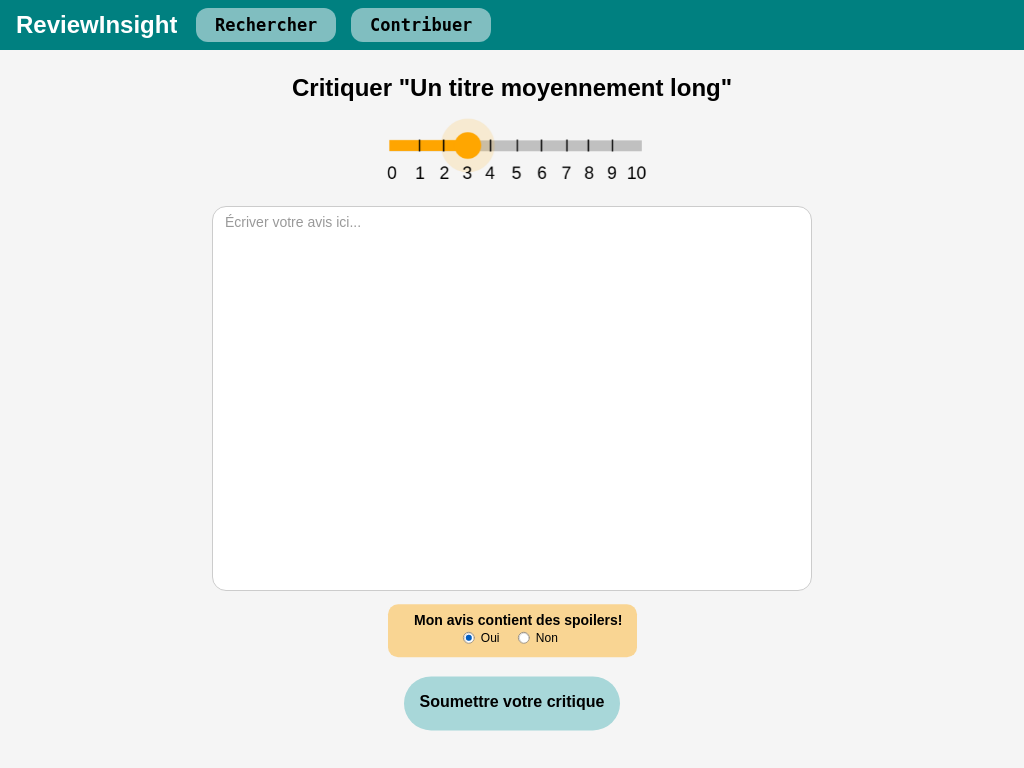 ReviewInsight Rechercher Contribuer
Critiquer "Un titre moyennement long"
0 1 2 3 4 5 6 7 8 9 10
Écriver votre avis ici...
Mon avis contient des spoilers!
Oui Non
Soumettre votre critique